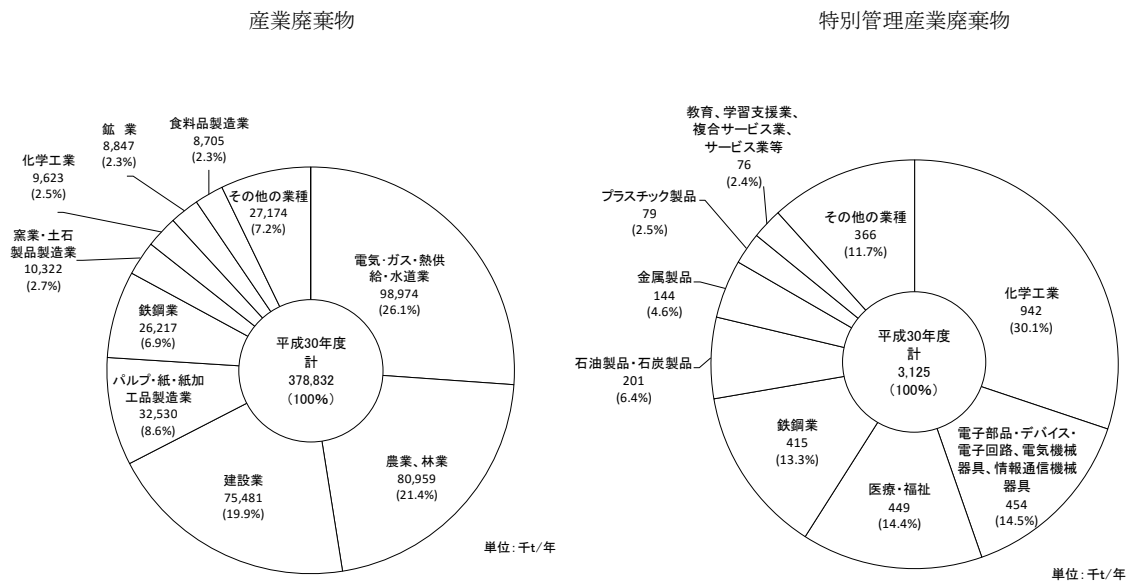 産業廃棄物
電気・ガス・熱供
給・水道業
98,974
(26.1%)
農業、林業
80,959
(21.4%)
建設業
75,481
(19.9%)
パルプ・紙・紙加
工品製造業
32,530
(8.6%)
鉄鋼業
26,217
(6.9%)
窯業・土石
製品製造業
10,322
(2.7%)
化学工業
9,623
(2.5%)
鉱 業
8,847
(2.3%)
食料品製造業
8,705
(2.3%)
その他の業種
27,174
(7.2%)
平成30年度
計
378,832
(100%)
単位:千t/年
特別管理産業廃棄物
化学工業
942
(30.1%)
電子部品・デバイス・
電子回路、電気機械
器具、情報通信機械
器具
454
(14.5%)
医療・福祉
449
(14.4%)
鉄鋼業
415
(13.3%)
石油製品・石炭製品
201
(6.4%)
金属製品
144
(4.6%)
プラスチック製品
79
(2.5%)
教育、学習支援業、
複合サービス業、
サービス業等
76
(2.4%)
その他の業種
366
(11.7%)
平成30年度
計
3,125
(100%)
単位:千t/年